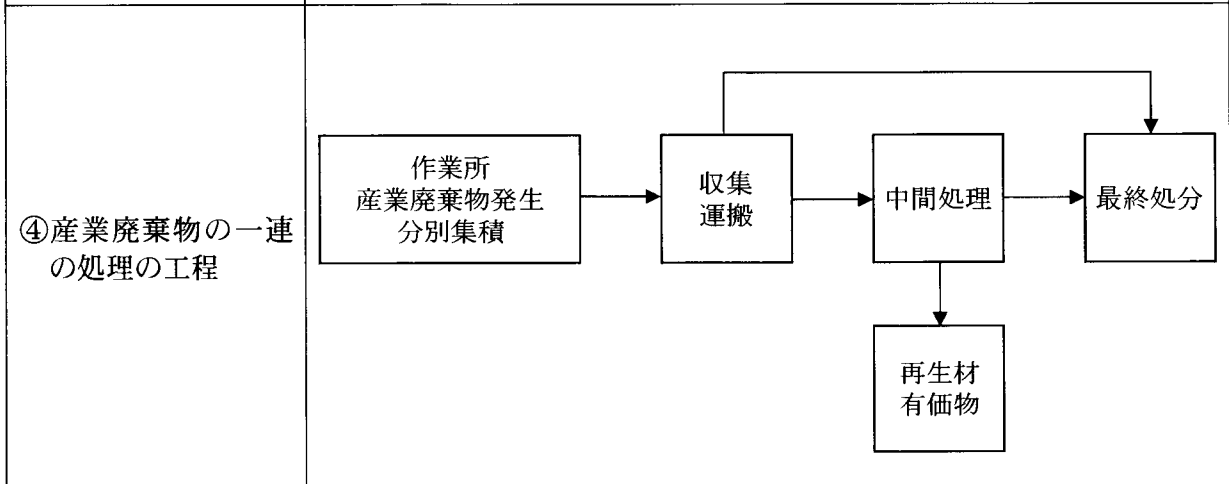 ④産業廃棄物の一連
の処理の工程
作業所
産業廃棄物発生
分別集積
収集
運搬
中間処理
最終処分
再生材
有価物